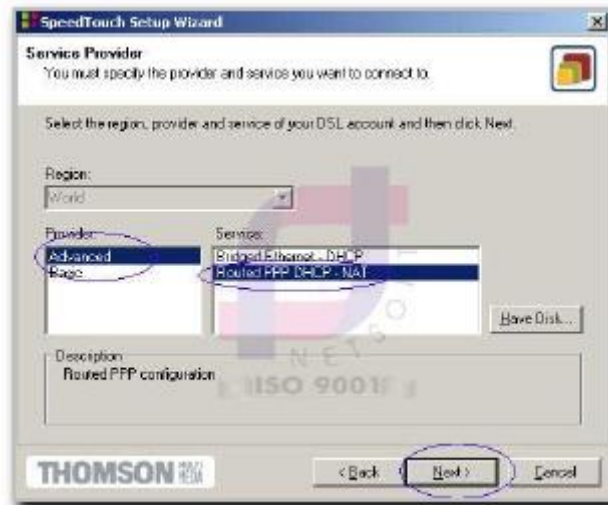 SpeedTouch Setup Wizard
Service Provider
You must specify the provider and service you want to connect to.
Select the region, provider and service of your DSL account and then click Next.
Region:
World
Provider:
Advanced
Basic
Service:
Bridged Ethernet - DHCP
Routed PPP DHCP - NAT
Have Disk...
Description
Routed PPP configuration
NETSOFT
ISO 9001
THOMSON
< Back
Next >
Cancel